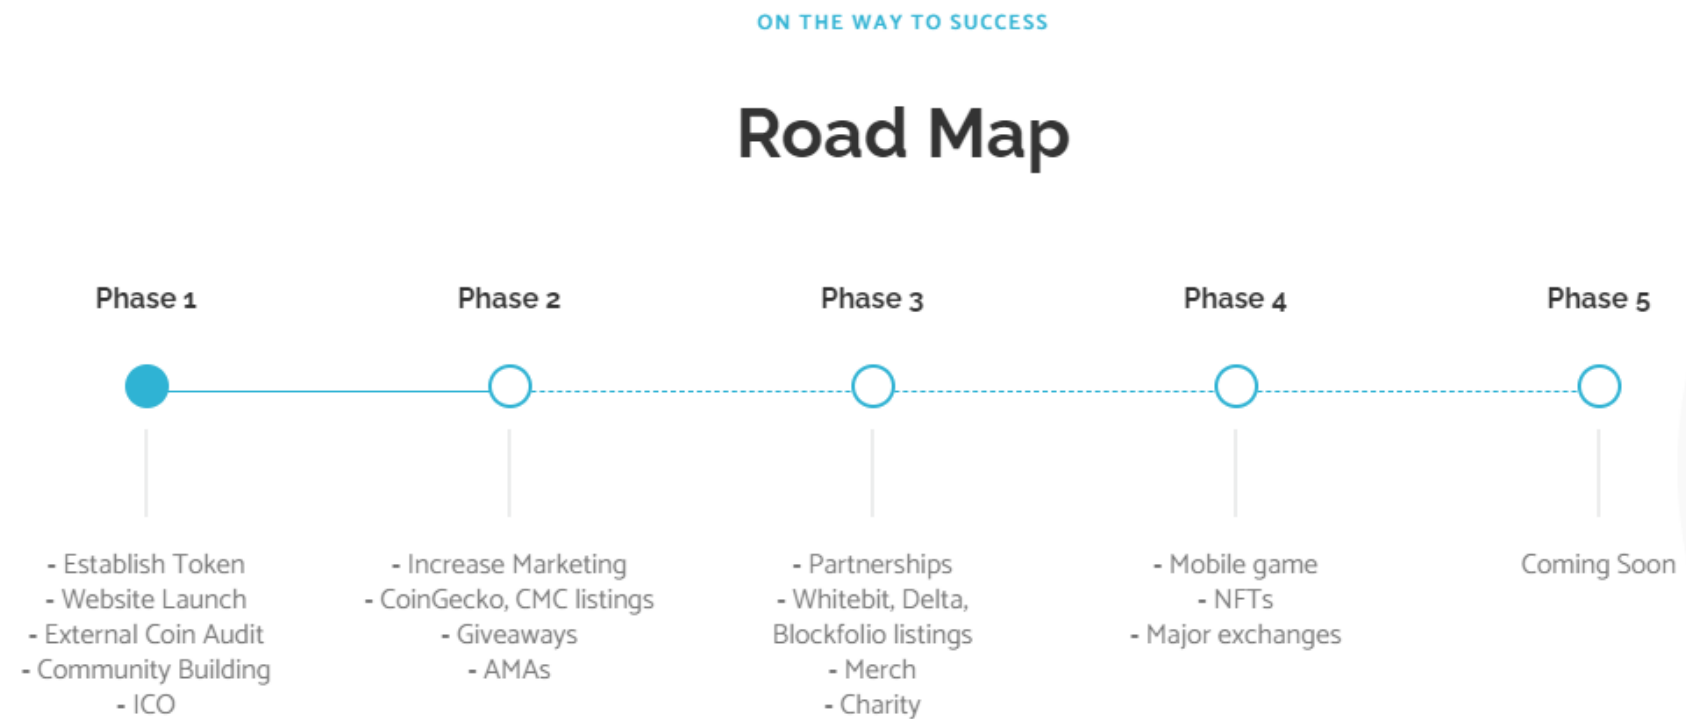 ON THE WAY TO SUCCESS
Road Map
Phase 1
- Establish Token
- Website Launch
- External Coin Audit
- Community Building
- ICO
Phase 2
- Increase Marketing
- CoinGecko, CMC listings
- Giveaways
- AMAs
Phase 3
- Partnerships
- Whitebit, Delta,
Blockfolio listings
- Merch
- Charity
Phase 4
- Mobile game
- NFTs
- Major exchanges
Phase 5
Coming Soon